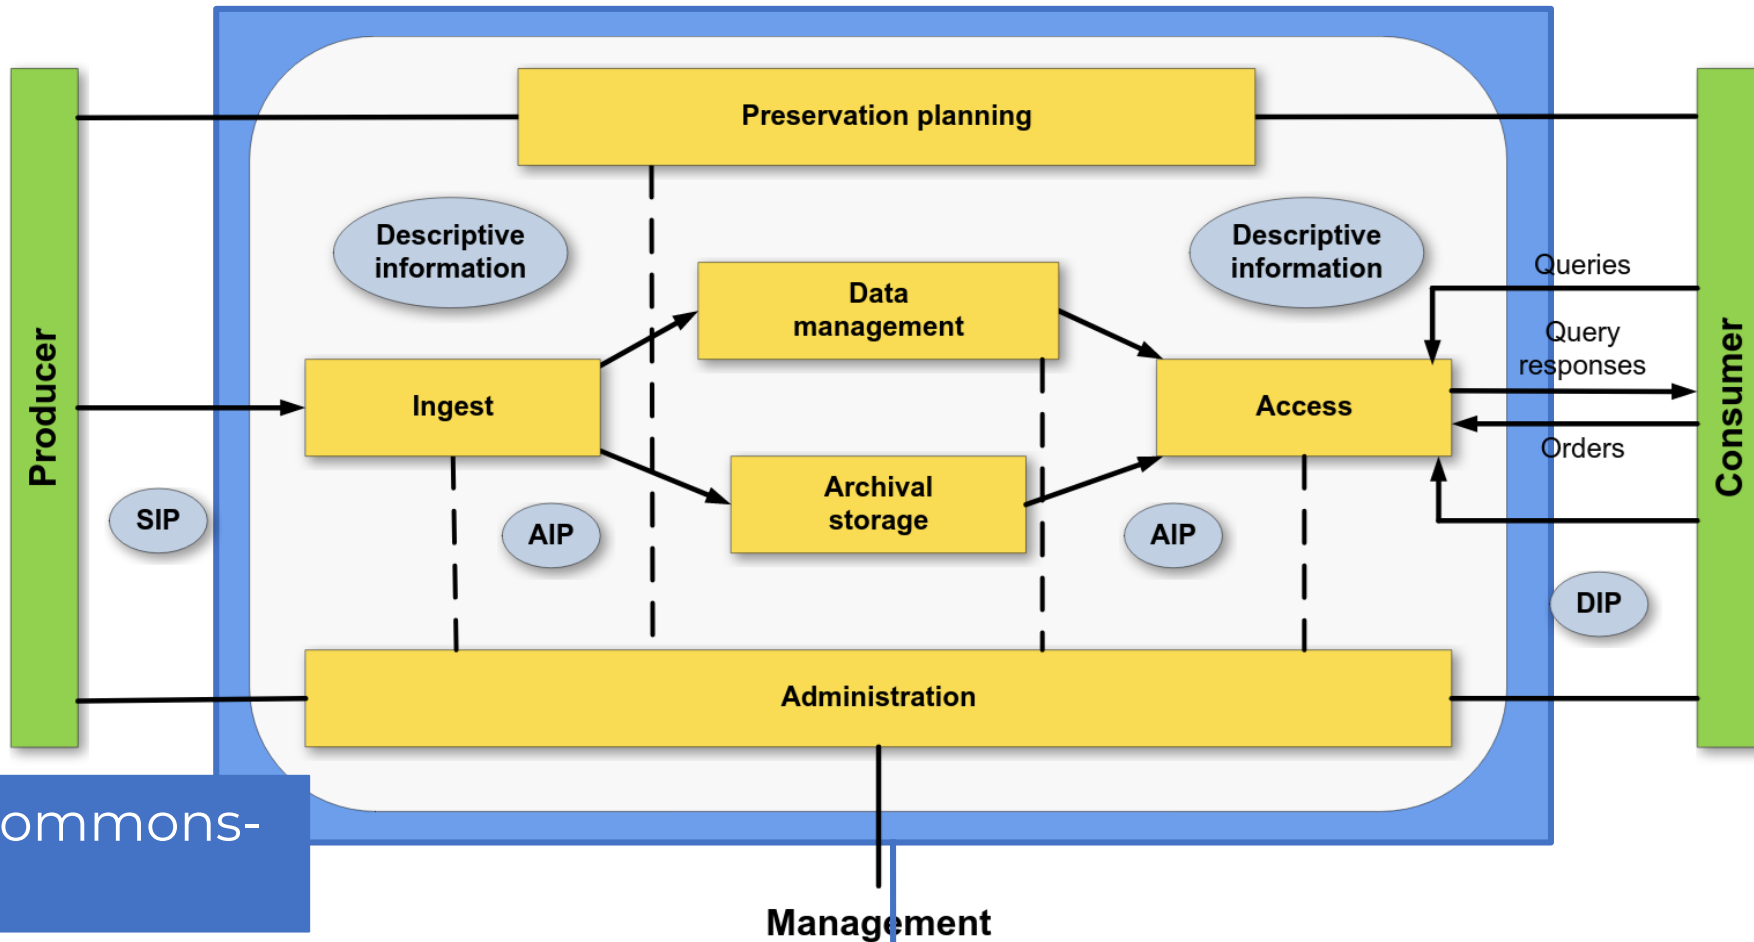 Preservation planning
Descriptive
information
Descriptive
information
Queries
Data
management
Query
responses
Producer
Ingest
Access
Consumer
Orders
Archival
storage
SIP
AIP
AIP
DIP
Administration
ommons-
Management